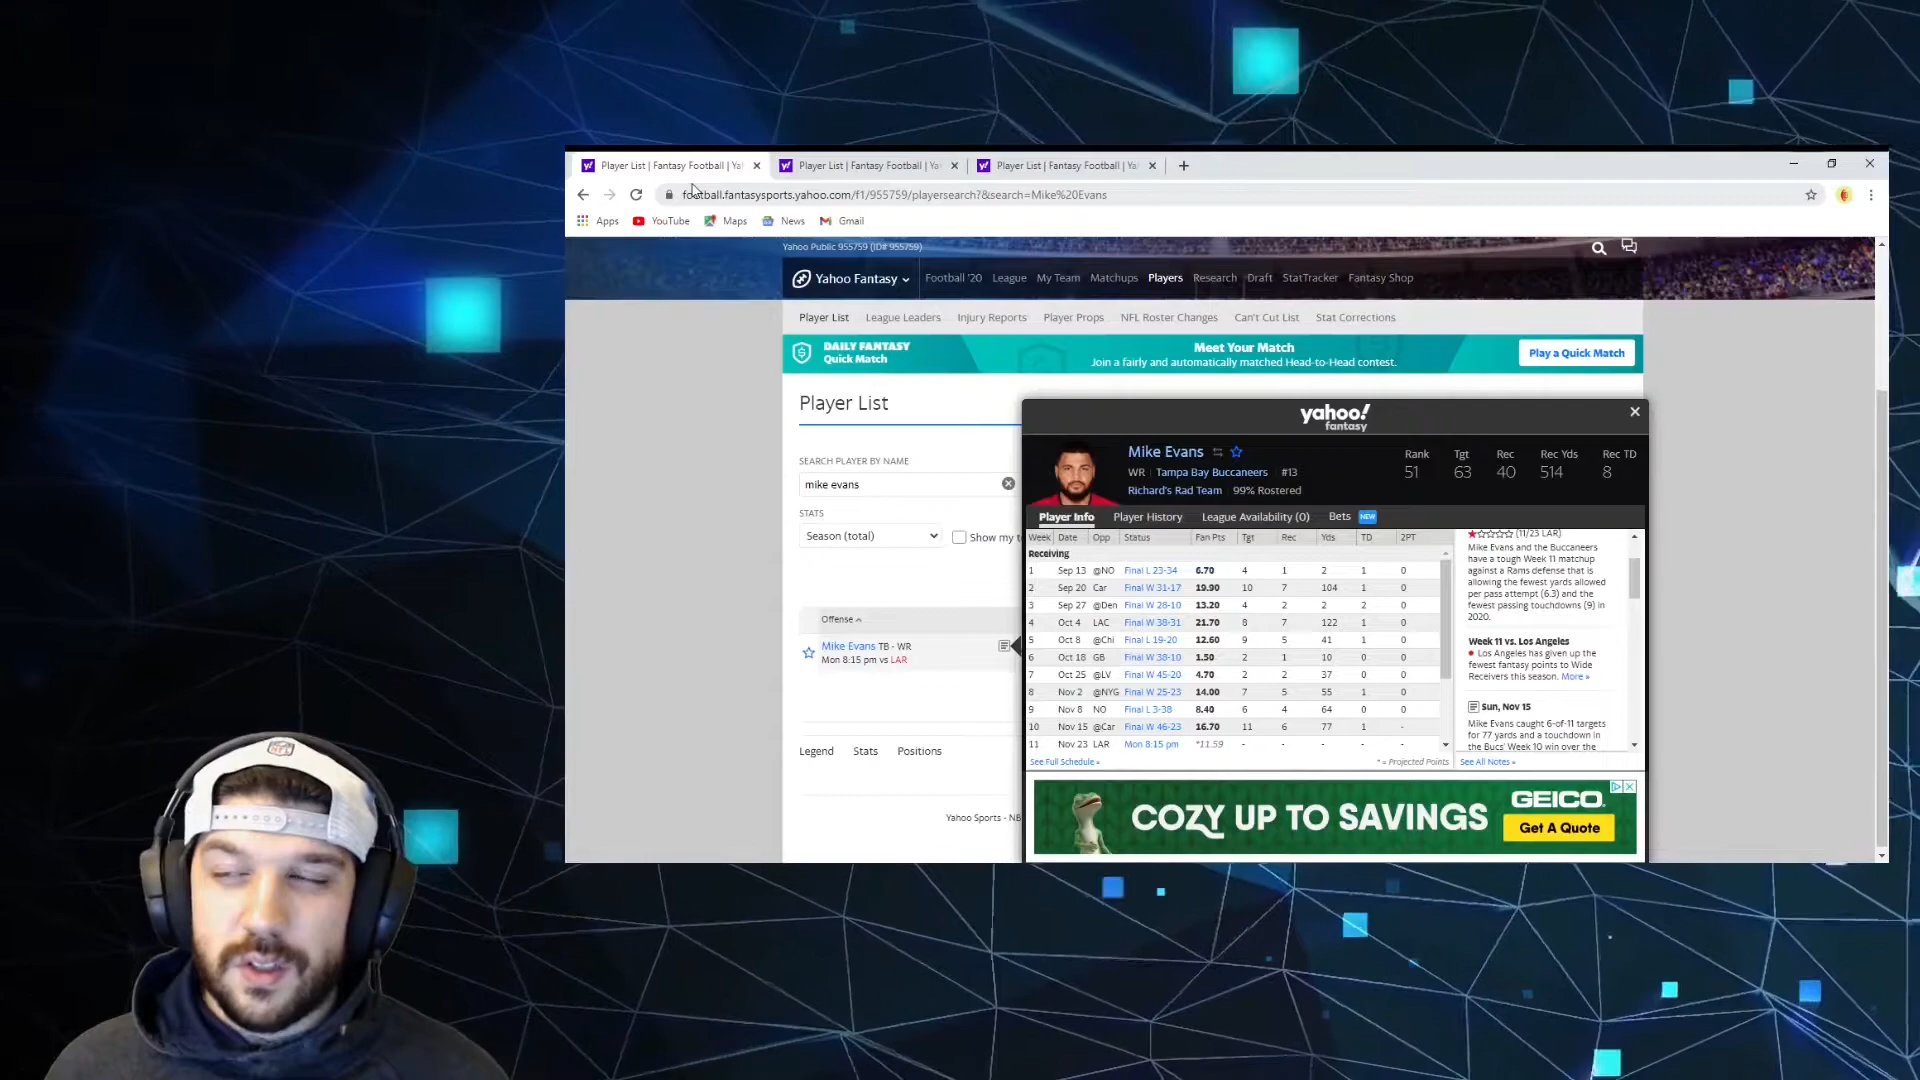 Player List | Fantasy Football | Ya
Player List | Fantasy Football | Ya
Player List | Fantasy Football | Ya
football.fantasysports.yahoo.com/f1/955759/playersearch?&search=Mike%20Evans
Apps YouTube Maps News Gmail
Yahoo Public 955759 (ID# 955759)
Yahoo Fantasy Football '20 League My Team Matchups Players Research Draft StatTracker Fantasy Shop
Player List League Leaders Injury Reports Player Props NFL Roster Changes Can't Cut List Stat Corrections
DAILY FANTASY
Quick Match
Meet Your Match
Join a fairly and automatically matched Head-to-Head contest.
Play a Quick Match
Player List
SEARCH PLAYER BY NAME
mike evans
STATS
Season (total) Show my t
Offense
Mike Evans TB - WR
Mon 8:15 pm vs LAR
Legend Stats Positions
Yahoo Sports - NB
yahoo!
fantasy
Mike Evans
WR Tampa Bay Buccaneers #13
Richard's Rad Team 99% Rostered
Rank Tgt Rec Rec Yds Rec TD
51 63 40 514 8
Player Info Player History League Availability (0) Bets NEW
Week Date Opp Status Fan Pts Tgt Rec Yds TD 2PT
Receiving
1 Sep 13 @NO Final L 23-34 6.70 4 1 2 1 0
2 Sep 20 Car Final W 31-17 19.90 10 7 104 1 0
3 Sep 27 @Den Final W 28-10 13.20 4 2 2 2 0
4 Oct 4 LAC Final W 38-31 21.70 8 7 122 1 0
5 Oct 8 @Chi Final L 19-20 12.60 9 5 41 1 0
6 Oct 18 GB Final W 38-10 1.50 2 1 10 0 0
7 Oct 25 @LV Final W 45-20 4.70 2 2 37 0 0
8 Nov 2 @NYG Final W 25-23 14.00 7 5 55 1 0
9 Nov 8 NO Final L 3-38 8.40 6 4 64 0 0
10 Nov 15 @Car Final W 46-23 16.70 11 6 77 1 -
11 Nov 23 LAR Mon 8:15 pm *11.59 - - - - -
See Full Schedule » * = Projected Points
(11/23 LAR)
Mike Evans and the Buccaneers
have a tough Week 11 matchup
against a Rams defense that is
allowing the fewest yards allowed
per pass attempt (6.3) and the
fewest passing touchdowns (9) in
2020.
Week 11 vs. Los Angeles
Los Angeles has given up the
fewest fantasy points to Wide
Receivers this season. More »
Sun, Nov 15
Mike Evans caught 6-of-11 targets
for 77 yards and a touchdown in
the Bucs' Week 10 win over the
See All Notes »
COZY UP TO SAVINGS
GEICO.
Get A Quote